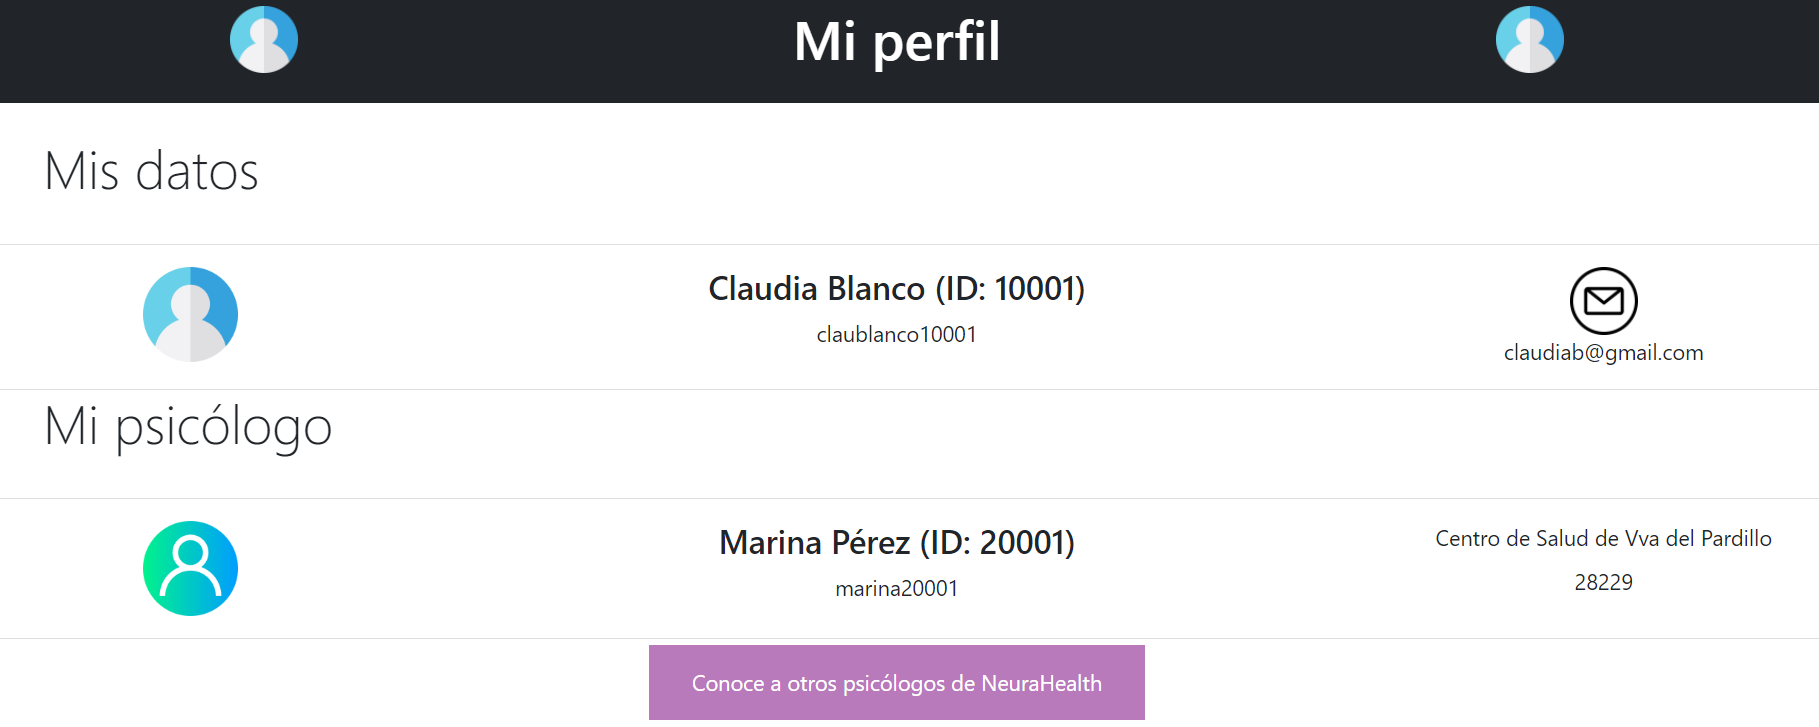 Mi perfil
Mis datos
Claudia Blanco (ID: 10001)
claublanco10001
claudiab@gmail.com
Mi psicólogo
Marina Pérez (ID: 20001)
marina20001
Centro de Salud de Vva del Pardillo
28229
Conoce a otros psicólogos de NeuraHealth